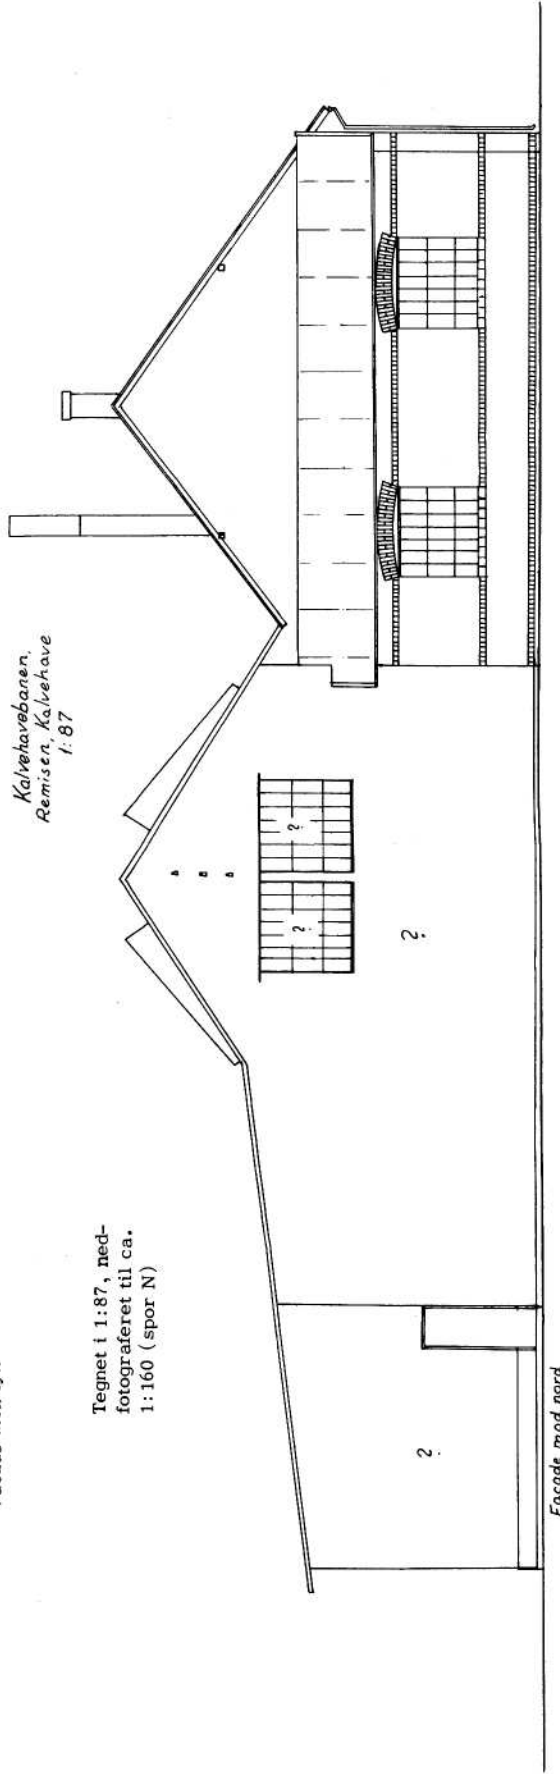 Kalvehavebanen,
Remisen, Kalvehave
1:87
Tegnet i 1:87, ned-
fotograferet til ca.
1:160 (spor N)
?
?
?
?
Facade mod nord